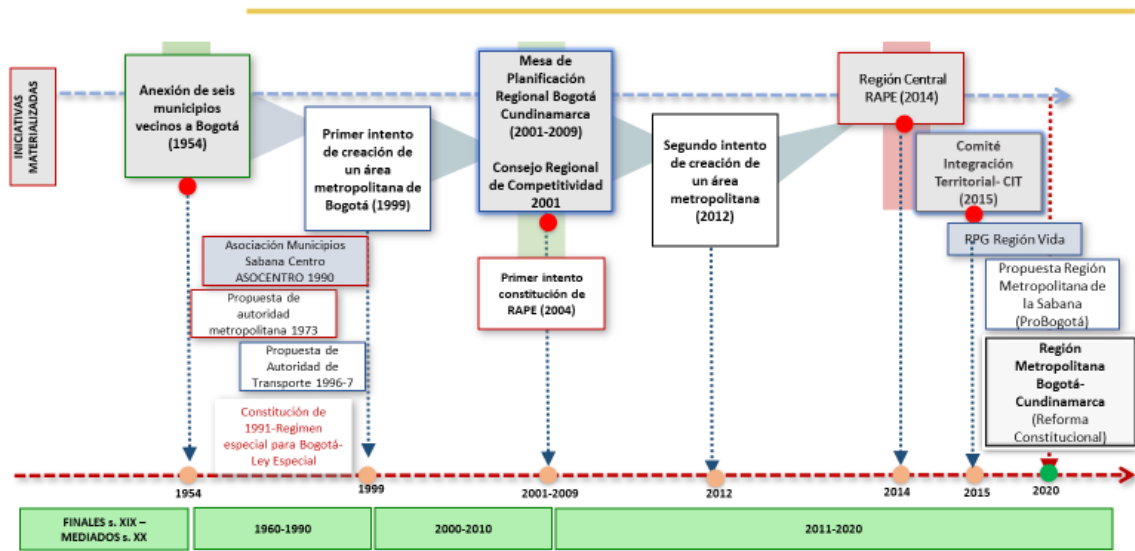 INICIATIVAS
MATERIALIZADAS
Anexión de seis
municipios
vecinos a Bogotá
(1954)
Primer intento
de creación de
un área
metropolitana de
Bogotá (1999)
Mesa de
Planificación
Regional Bogotá
Cundinamarca
(2001-2009)
Consejo Regional
de Competitividad
2001
Segundo intento
de creación de
un área
metropolitana
(2012)
Región Central
RAPE (2014)
Comité
Integración
Territorial- CIT
(2015)
RPG Región Vida
Asociación Municipios
Sabana Centro
ASOCENTRO 1990
Propuesta de
autoridad
metropolitana 1973
Propuesta de
Autoridad de
Transporte 1996-7
Constitución de
1991-Regimen
especial para Bogotá-
Ley Especial
Primer intento
constitución de
RAPE (2004)
Propuesta Región
Metropolitana de
la Sabana
(ProBogotá)
Región
Metropolitana
Bogotá-
Cundinamarca
(Reforma
Constitucional)
1954
1999
2001-2009
2012
2014
2015
2020
FINALES s. XIX –
MEDIADOS s. XX
1960-1990
2000-2010
2011-2020